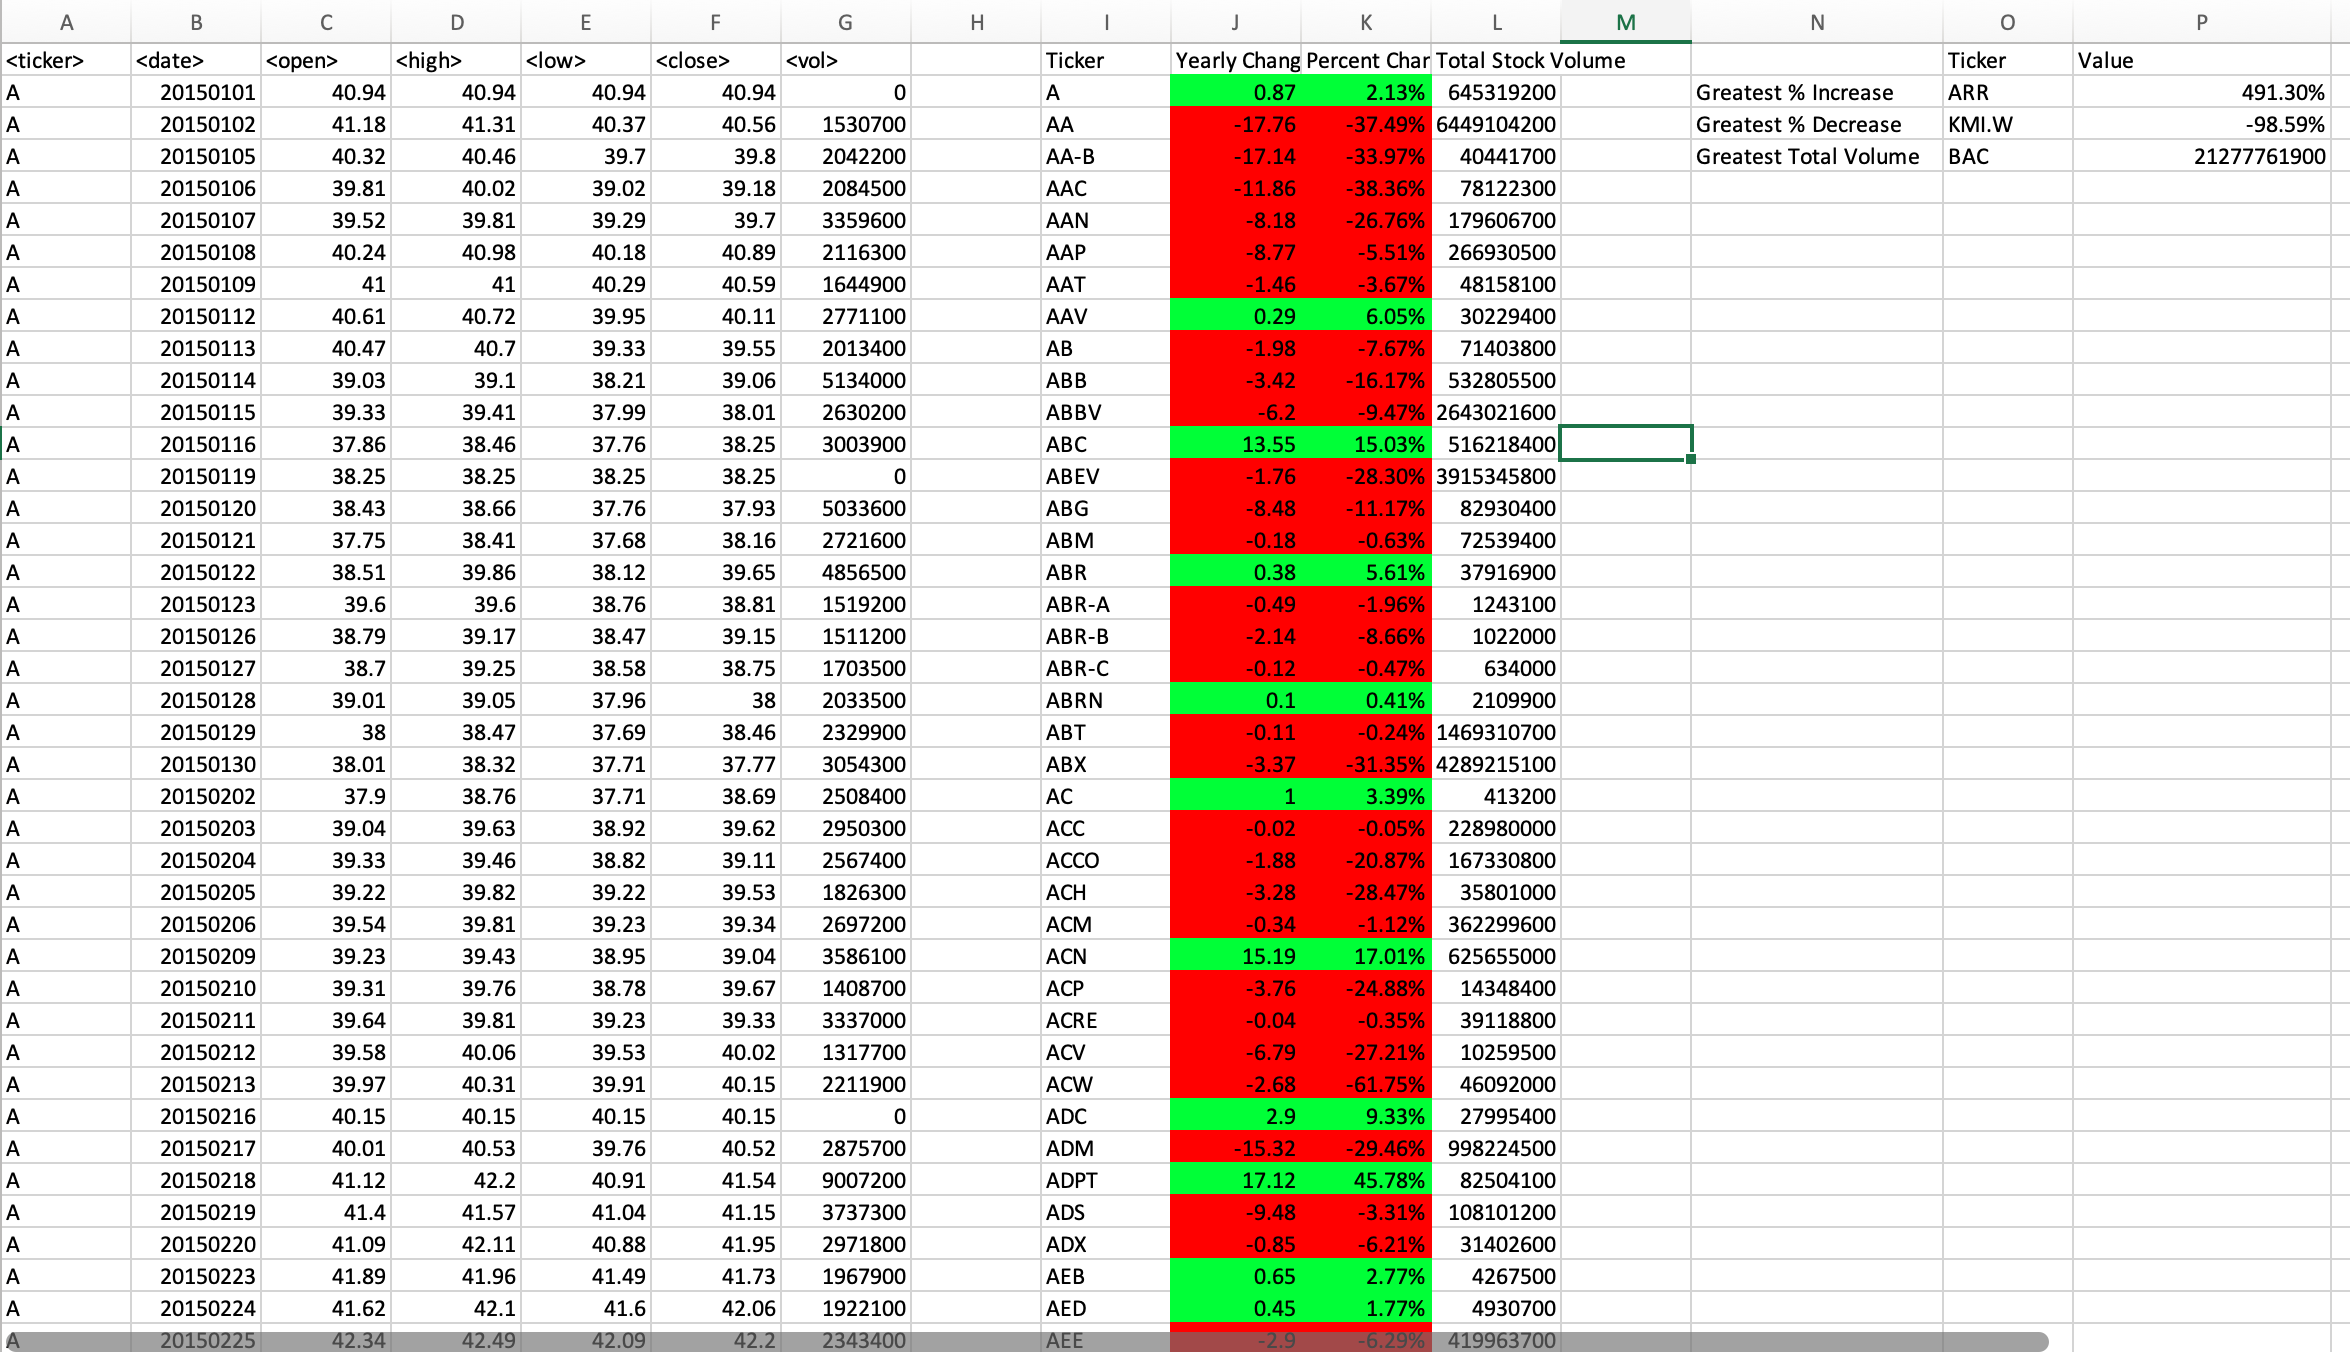 A B C D E F G H I J K L M N O P
<ticker> <date> <open> <high> <low> <close> <vol> Ticker Yearly Chang Percent Char Total Stock Volume Ticker Value
A 20150101 40.94 40.94 40.94 40.94 0 A 0.87 2.13% 645319200 Greatest % Increase ARR 491.30%
A 20150102 41.18 41.31 40.37 40.56 1530700 AA -17.76 -37.49% 6449104200 Greatest % Decrease KMI.W -98.59%
A 20150105 40.32 40.46 39.7 39.8 2042200 AA-B -17.14 -33.97% 40441700 Greatest Total Volume BAC 21277761900
A 20150106 39.81 40.02 39.02 39.18 2084500 AAC -11.86 -38.36% 78122300
A 20150107 39.52 39.81 39.29 39.7 3359600 AAN -8.18 -26.76% 179606700
A 20150108 40.24 40.98 40.18 40.89 2116300 AAP -8.77 -5.51% 266930500
A 20150109 41 41 40.29 40.59 1644900 AAT -1.46 -3.67% 48158100
A 20150112 40.61 40.72 39.95 40.11 2771100 AAV 0.29 6.05% 30229400
A 20150113 40.47 40.7 39.33 39.55 2013400 AB -1.98 -7.67% 71403800
A 20150114 39.03 39.1 38.21 39.06 5134000 ABB -3.42 -16.17% 532805500
A 20150115 39.33 39.41 37.99 38.01 2630200 ABBV -6.2 -9.47% 2643021600
A 20150116 37.86 38.46 37.76 38.25 3003900 ABC 13.55 15.03% 516218400
A 20150119 38.25 38.25 38.25 38.25 0 ABEV -1.76 -28.30% 3915345800
A 20150120 38.43 38.66 37.76 37.93 5033600 ABG -8.48 -11.17% 82930400
A 20150121 37.75 38.41 37.68 38.16 2721600 ABM -0.18 -0.63% 72539400
A 20150122 38.51 39.86 38.12 39.65 4856500 ABR 0.38 5.61% 37916900
A 20150123 39.6 39.6 38.76 38.81 1519200 ABR-A -0.49 -1.96% 1243100
A 20150126 38.79 39.17 38.47 39.15 1511200 ABR-B -2.14 -8.66% 1022000
A 20150127 38.7 39.25 38.58 38.75 1703500 ABR-C -0.12 -0.47% 634000
A 20150128 39.01 39.05 37.96 38 2033500 ABRN 0.1 0.41% 2109900
A 20150129 38 38.47 37.69 38.46 2329900 ABT -0.11 -0.24% 1469310700
A 20150130 38.01 38.32 37.71 37.77 3054300 ABX -3.37 -31.35% 4289215100
A 20150202 37.9 38.76 37.71 38.69 2508400 AC 1 3.39% 413200
A 20150203 39.04 39.63 38.92 39.62 2950300 ACC -0.02 -0.05% 228980000
A 20150204 39.33 39.46 38.82 39.11 2567400 ACCO -1.88 -20.87% 167330800
A 20150205 39.22 39.82 39.22 39.53 1826300 ACH -3.28 -28.47% 35801000
A 20150206 39.54 39.81 39.23 39.34 2697200 ACM -0.34 -1.12% 362299600
A 20150209 39.23 39.43 38.95 39.04 3586100 ACN 15.19 17.01% 625655000
A 20150210 39.31 39.76 38.78 39.67 1408700 ACP -3.76 -24.88% 14348400
A 20150211 39.64 39.81 39.23 39.33 3337000 ACRE -0.04 -0.35% 39118800
A 20150212 39.58 40.06 39.53 40.02 1317700 ACV -6.79 -27.21% 10259500
A 20150213 39.97 40.31 39.91 40.15 2211900 ACW -2.68 -61.75% 46092000
A 20150216 40.15 40.15 40.15 40.15 0 ADC 2.9 9.33% 27995400
A 20150217 40.01 40.53 39.76 40.52 2875700 ADM -15.32 -29.46% 998224500
A 20150218 41.12 42.2 40.91 41.54 9007200 ADPT 17.12 45.78% 82504100
A 20150219 41.4 41.57 41.04 41.15 3737300 ADS -9.48 -3.31% 108101200
A 20150220 41.09 42.11 40.88 41.95 2971800 ADX -0.85 -6.21% 31402600
A 20150223 41.89 41.96 41.49 41.73 1967900 AEB 0.65 2.77% 4267500
A 20150224 41.62 42.1 41.6 42.06 1922100 AED 0.45 1.77% 4930700
A 20150225 42.34 42.49 42.09 42.2 2343400 AEE -2.9 -6.29% 419963700